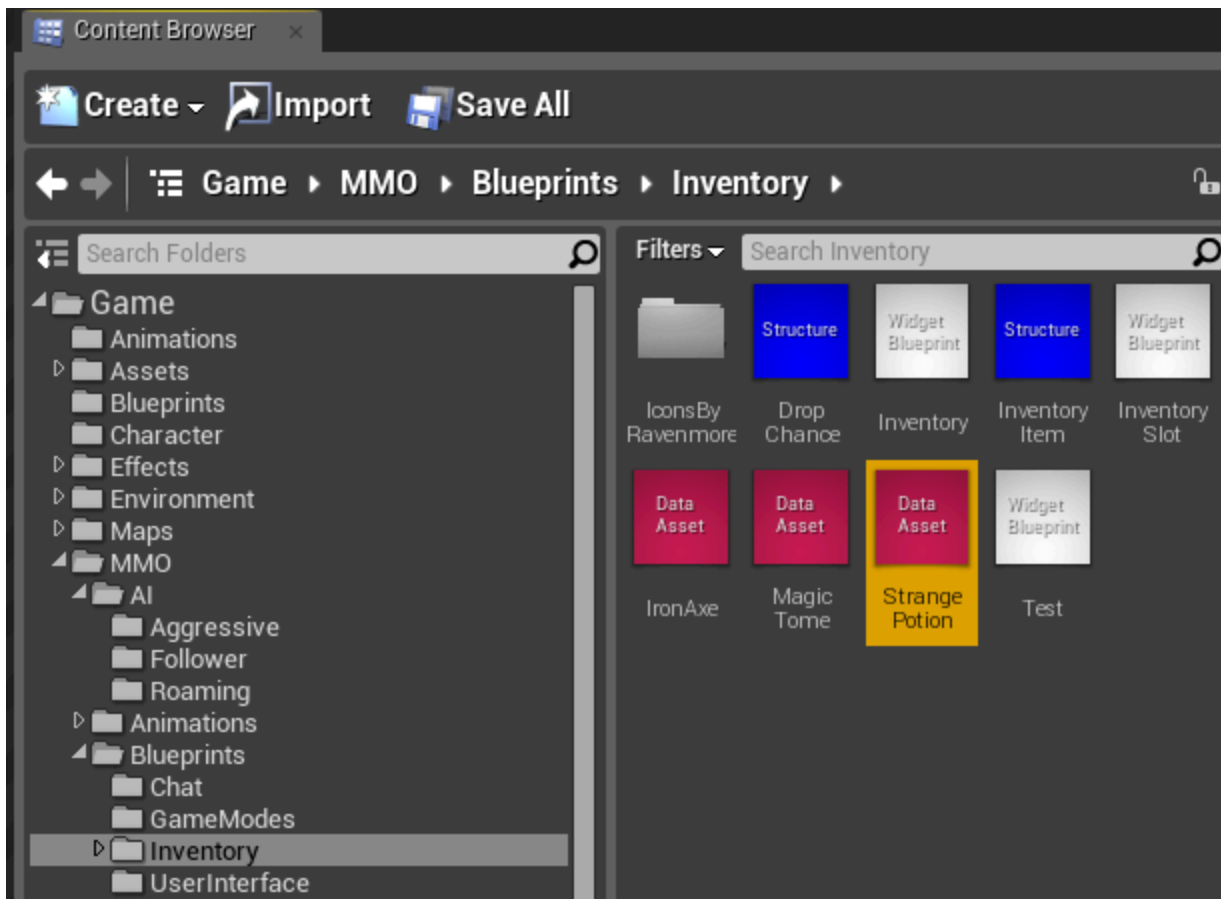 Content Browser
Create
Import
Save All
Game
MMO
Blueprints
Inventory
Search Folders
Game
Animations
Assets
Blueprints
Character
Effects
Environment
Maps
MMO
AI
Aggressive
Follower
Roaming
Animations
Blueprints
Chat
GameModes
Inventory
UserInterface
Filters
Search Inventory
Structure
Widget
Blueprint
Structure
Widget
Blueprint
IconsBy
Ravenmore
Drop
Chance
Inventory
Inventory
Item
Inventory
Slot
Data
Asset
Data
Asset
Data
Asset
Widget
Blueprint
IronAxe
Magic
Tome
Strange
Potion
Test